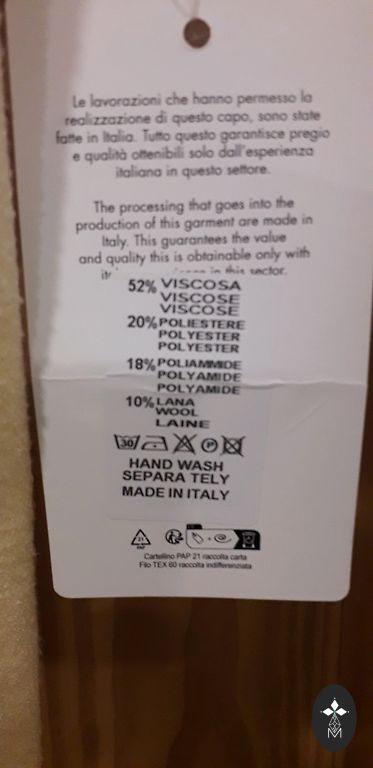 Le lavorazioni che hanno permesso la
realizzazione di questo capo, sono state
fatte in Italia. Tutto questo garantisce pregio
e qualità ottenibili solo dall'esperienza
italiana in questo settore.
The processing that goes into the
production of this garment are made in
Italy. This guarantees the value
and quality this is obtainable only with
in this sector.
52% VISCOSA
VISCOSE
VISCOSE
20% POLIESTERE
POLYESTER
POLYESTER
18% POLIAMMIDE
POLYAMIDE
POLYAMIDE
10% LANA
WOOL
LAINE
30 P
HAND WASH
SEPARA TELY
MADE IN ITALY
21
PAP
Cartellino PAP 21 raccolta carta
Filo TEX 60 raccolta indifferenziata
M